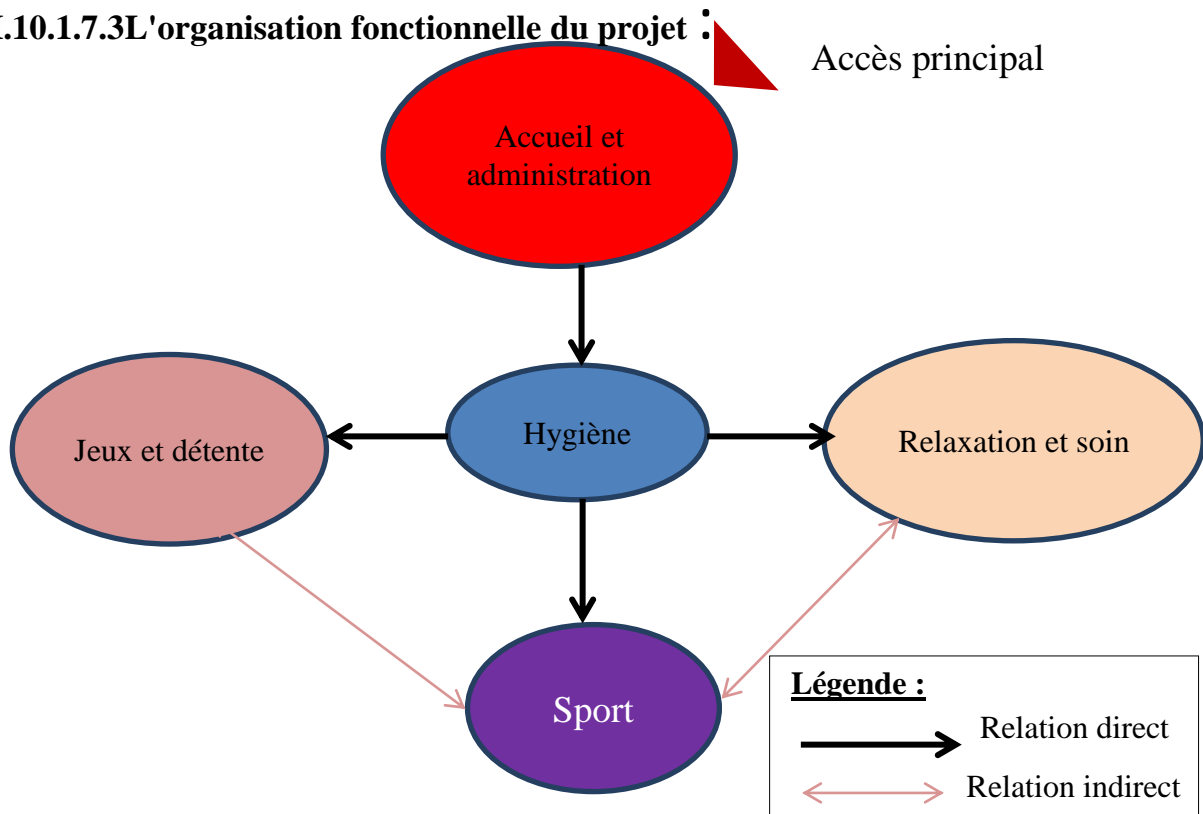 I.10.1.7.3L'organisation fonctionnelle du projet :
Accès principal
Accueil et
administration
Jeux et détente
Hygiène
Relaxation et soin
Sport
Légende :
Relation direct
Relation indirect